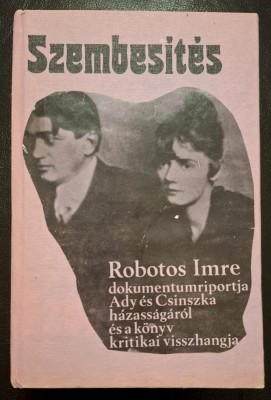 Szembesítés
Robotos Imre
dokumentumriportja
Ady és Csinszka
házasságáról
és a könyv
kritikai visszhangja